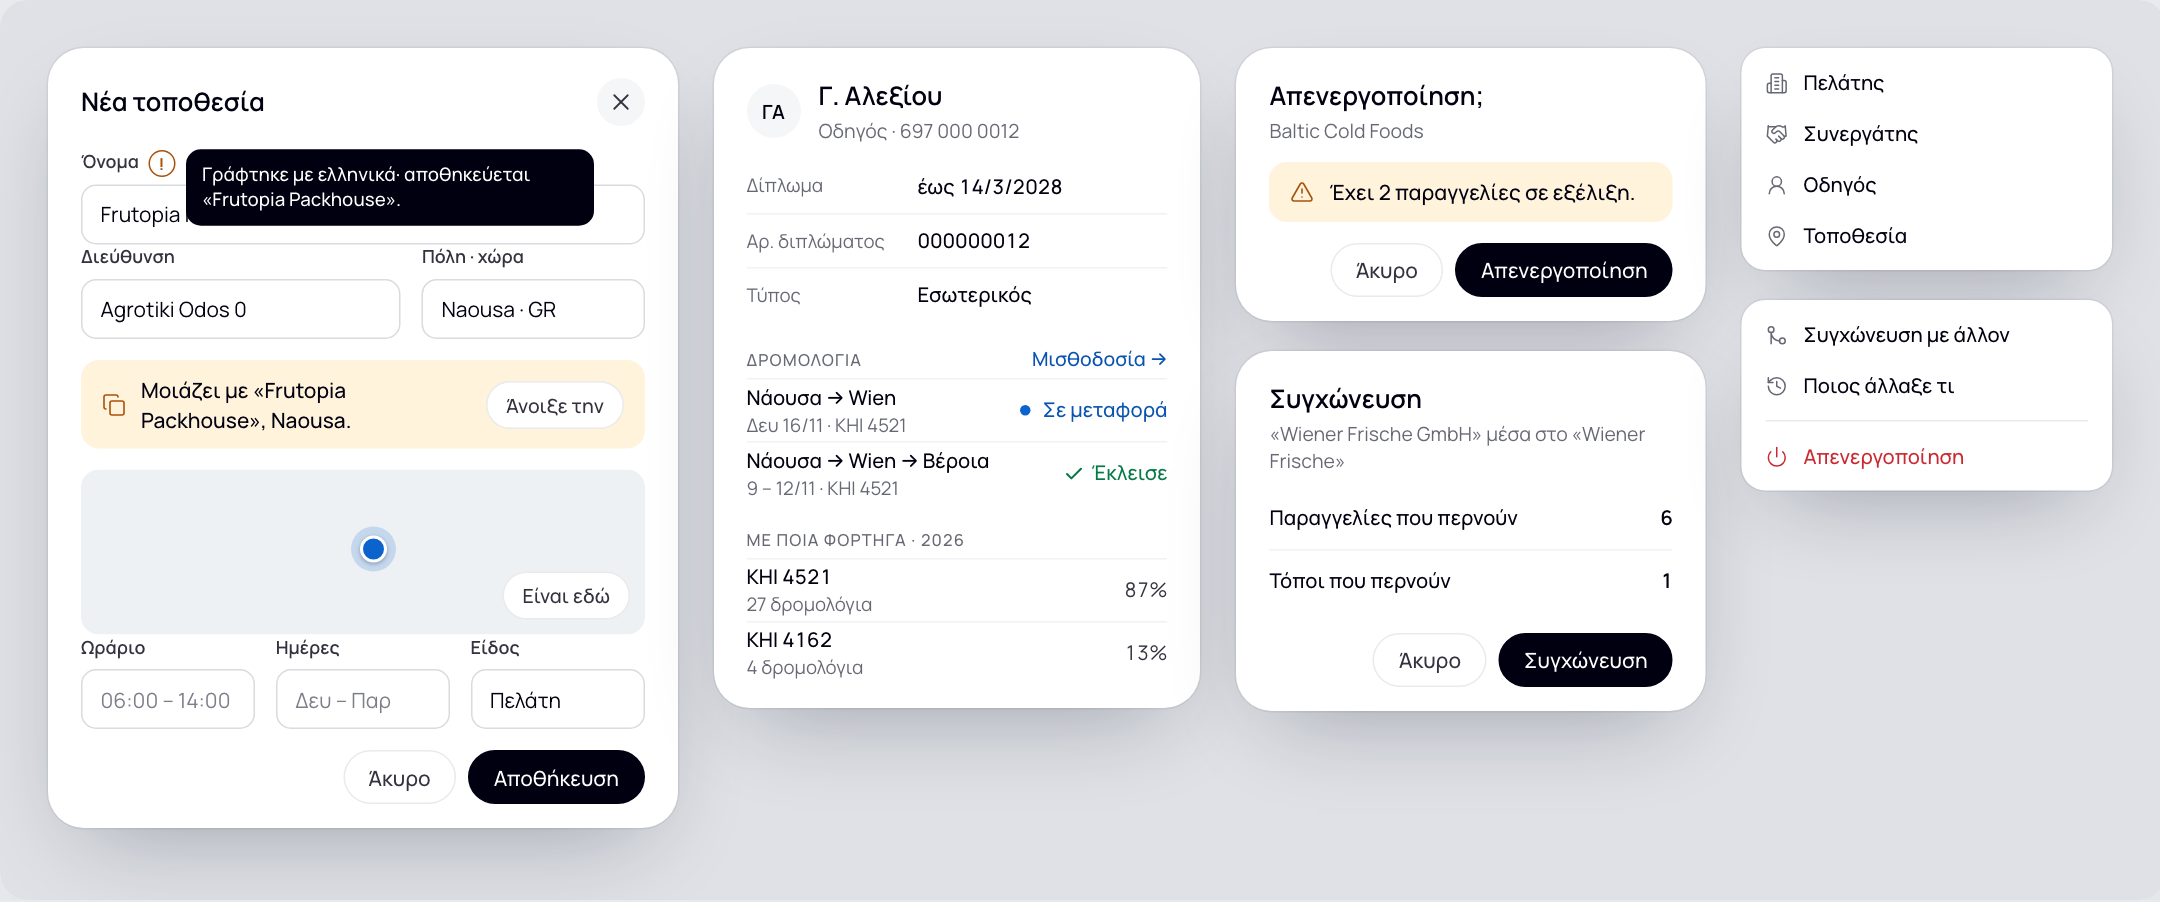 Νέα τοποθεσία
Όνομα
Γράφτηκε με ελληνικά· αποθηκεύεται
«Frutopia Packhouse».
Frutopia
Διεύθυνση
Πόλη · χώρα
Agrotiki Odos 0
Naousa · GR
Μοιάζει με «Frutopia
Packhouse», Naousa.
Άνοιξε την
Είναι εδώ
Ωράριο
Ημέρες
Είδος
06:00 – 14:00
Δευ – Παρ
Πελάτη
Άκυρο
Αποθήκευση
ΓΑ
Γ. Αλεξίου
Οδηγός · 697 000 0012
Δίπλωμα
έως 14/3/2028
Αρ. διπλώματος
000000012
Τύπος
Εσωτερικός
ΔΡΟΜΟΛΟΓΙΑ
Μισθοδοσία →
Νάουσα → Wien
Δευ 16/11 · ΚΗΙ 4521
Σε μεταφορά
Νάουσα → Wien → Βέροια
9 – 12/11 · ΚΗΙ 4521
Έκλεισε
ΜΕ ΠΟΙΑ ΦΟΡΤΗΓΑ · 2026
ΚΗΙ 4521
27 δρομολόγια
87%
ΚΗΙ 4162
4 δρομολόγια
13%
Απενεργοποίηση;
Baltic Cold Foods
Έχει 2 παραγγελίες σε εξέλιξη.
Άκυρο
Απενεργοποίηση
Συγχώνευση
«Wiener Frische GmbH» μέσα στο «Wiener
Frische»
Παραγγελίες που περνούν
6
Τόποι που περνούν
1
Άκυρο
Συγχώνευση
Πελάτης
Συνεργάτης
Οδηγός
Τοποθεσία
Συγχώνευση με άλλον
Ποιος άλλαξε τι
Απενεργοποίηση